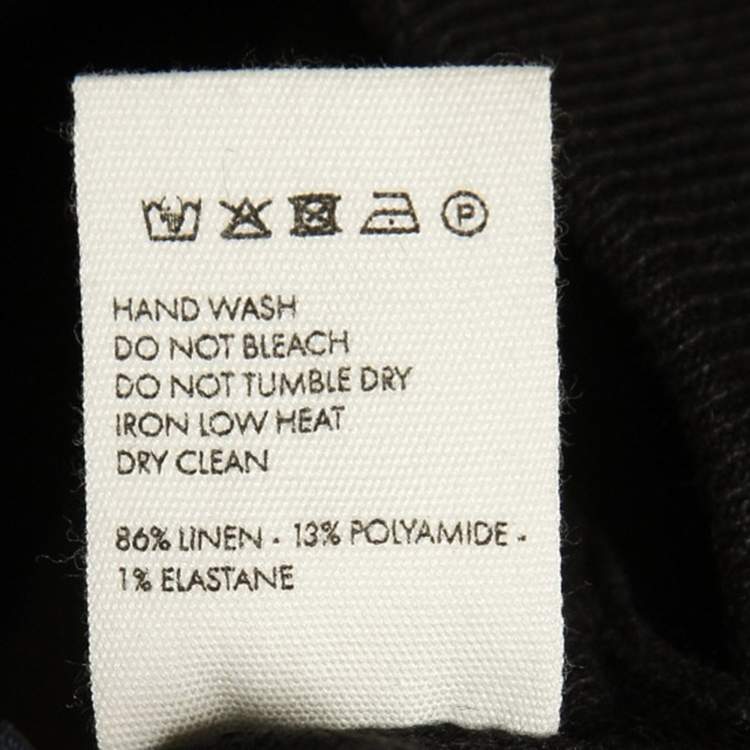 P
HAND WASH
DO NOT BLEACH
DO NOT TUMBLE DRY
IRON LOW HEAT
DRY CLEAN
86% LINEN - 13% POLYAMIDE -
1% ELASTANE